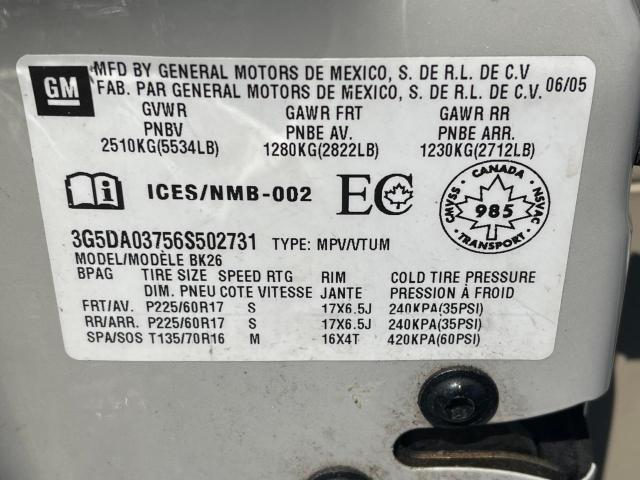 GM
MFD BY GENERAL MOTORS DE MEXICO, S. DE R.L. DE C.V
FAB. PAR GENERAL MOTORS DE MEXICO, S. DE R.L. DE C.V. 06/05
GVWR GAWR FRT GAWR RR
PNBV PNBE AV. PNBE ARR.
2510KG(5534LB) 1280KG(2822LB) 1230KG(2712LB)
i ICES/NMB-002 EC
CMVSS CANADA NSVAC
985
TRANSPORT
3G5DA03756S502731 TYPE: MPV/VTUM
MODEL/MODÈLE BK26
BPAG TIRE SIZE SPEED RTG RIM COLD TIRE PRESSURE
DIM. PNEU COTE VITESSE JANTE PRESSION À FROID
FRT/AV. P225/60R17 S 17X6.5J 240KPA(35PSI)
RR/ARR. P225/60R17 S 17X6.5J 240KPA(35PSI)
SPA/SOS T135/70R16 M 16X4T 420KPA(60PSI)